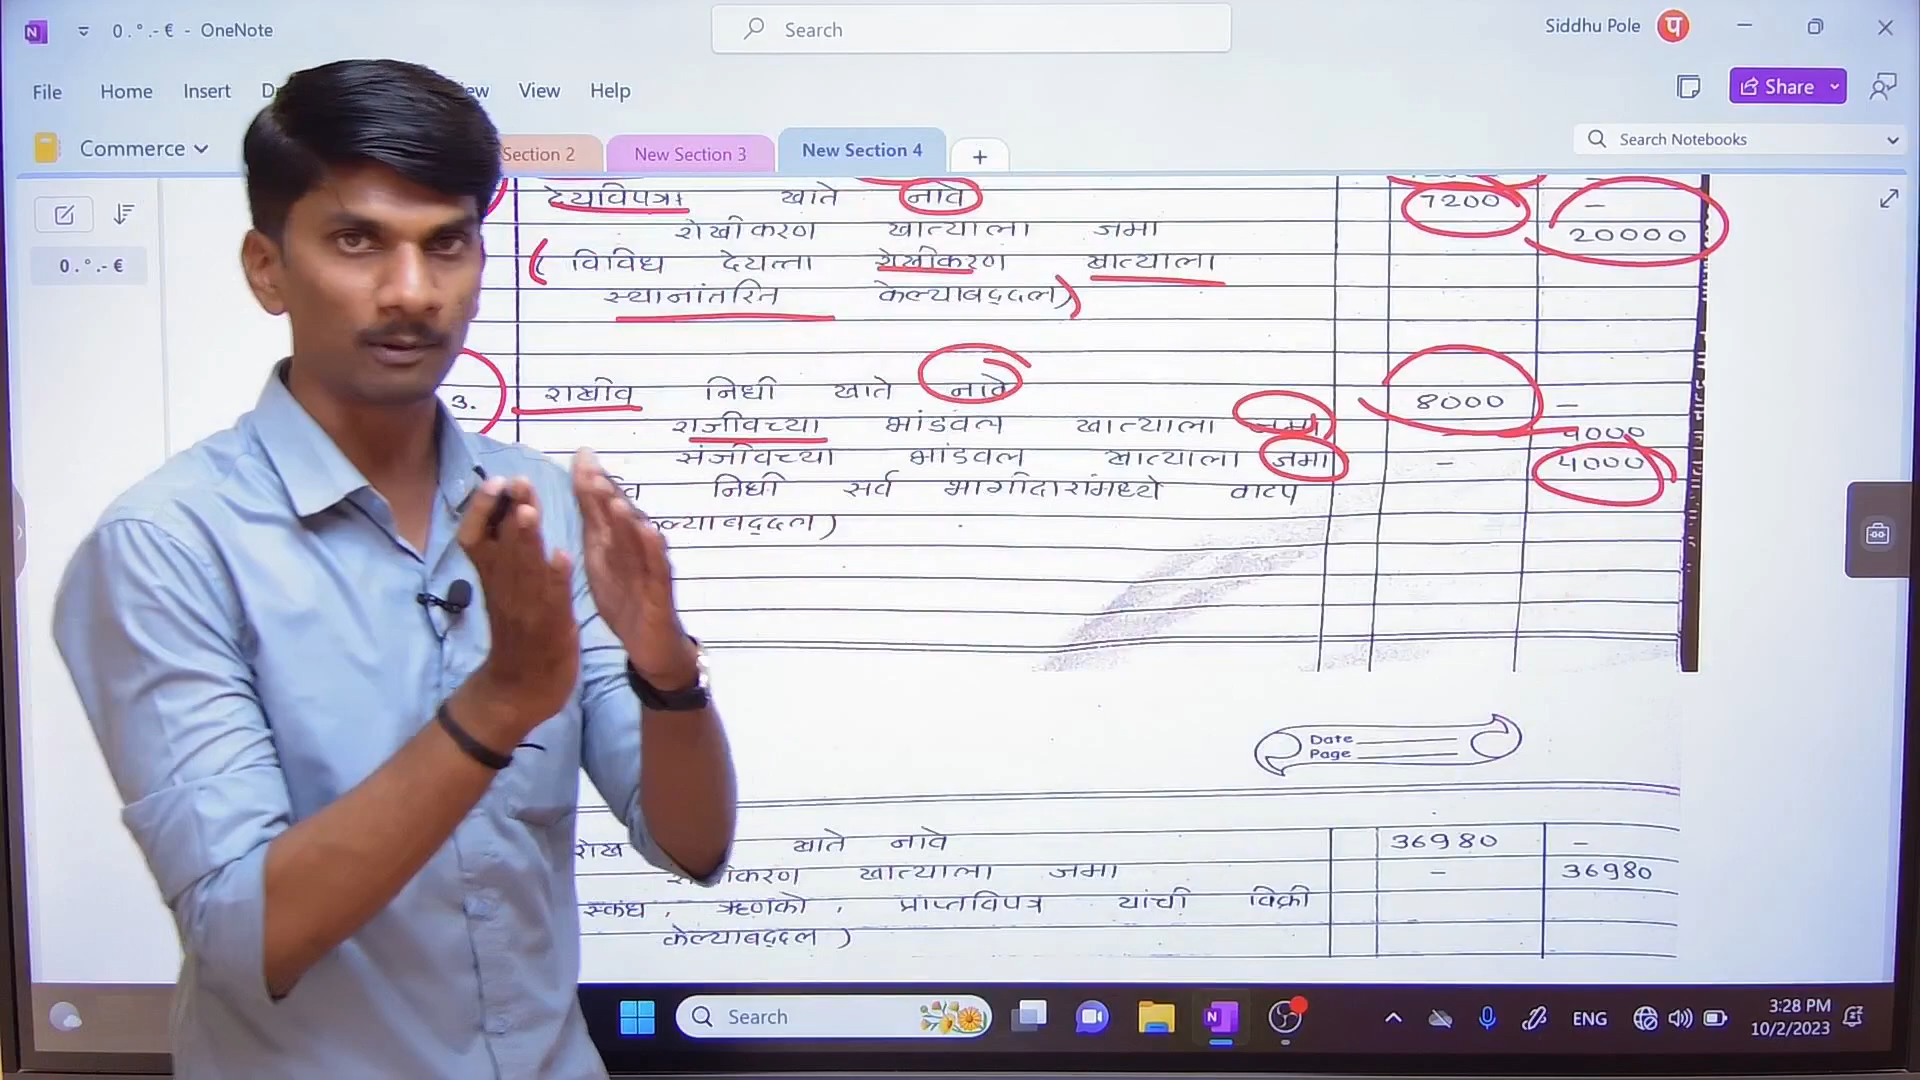 0.°.-€ - OneNote
Search
Siddhu Pole प
File Home Insert View Help
Share
Commerce
Section 2 New Section 3 New Section 4 +
Search Notebooks
0.°.-€
देयविपत्र खाते नावे 7200 -
रोखीकरण खात्याला जमा 20000
( विविध देयत्ता रोखीकरण खात्याला
स्थानांतरित केल्याबद्दल)
3. राखीव निधी खाते नावे 8000 -
राजीवच्या भांडवल खात्याला जमा - 4000
संजीवच्या भांडवल खात्याला जमा - 4000
निधी सर्व भागीदारांमध्ये वाटप
केल्याबद्दल)
Date
Page
रोख खाते नावे 36980 -
रोखीकरण खात्याला जमा - 36980
स्कंध, ऋणको, प्राप्तविपत्र यांची विक्री
केल्याबद्दल )
Search
ENG
3:28 PM
10/2/2023